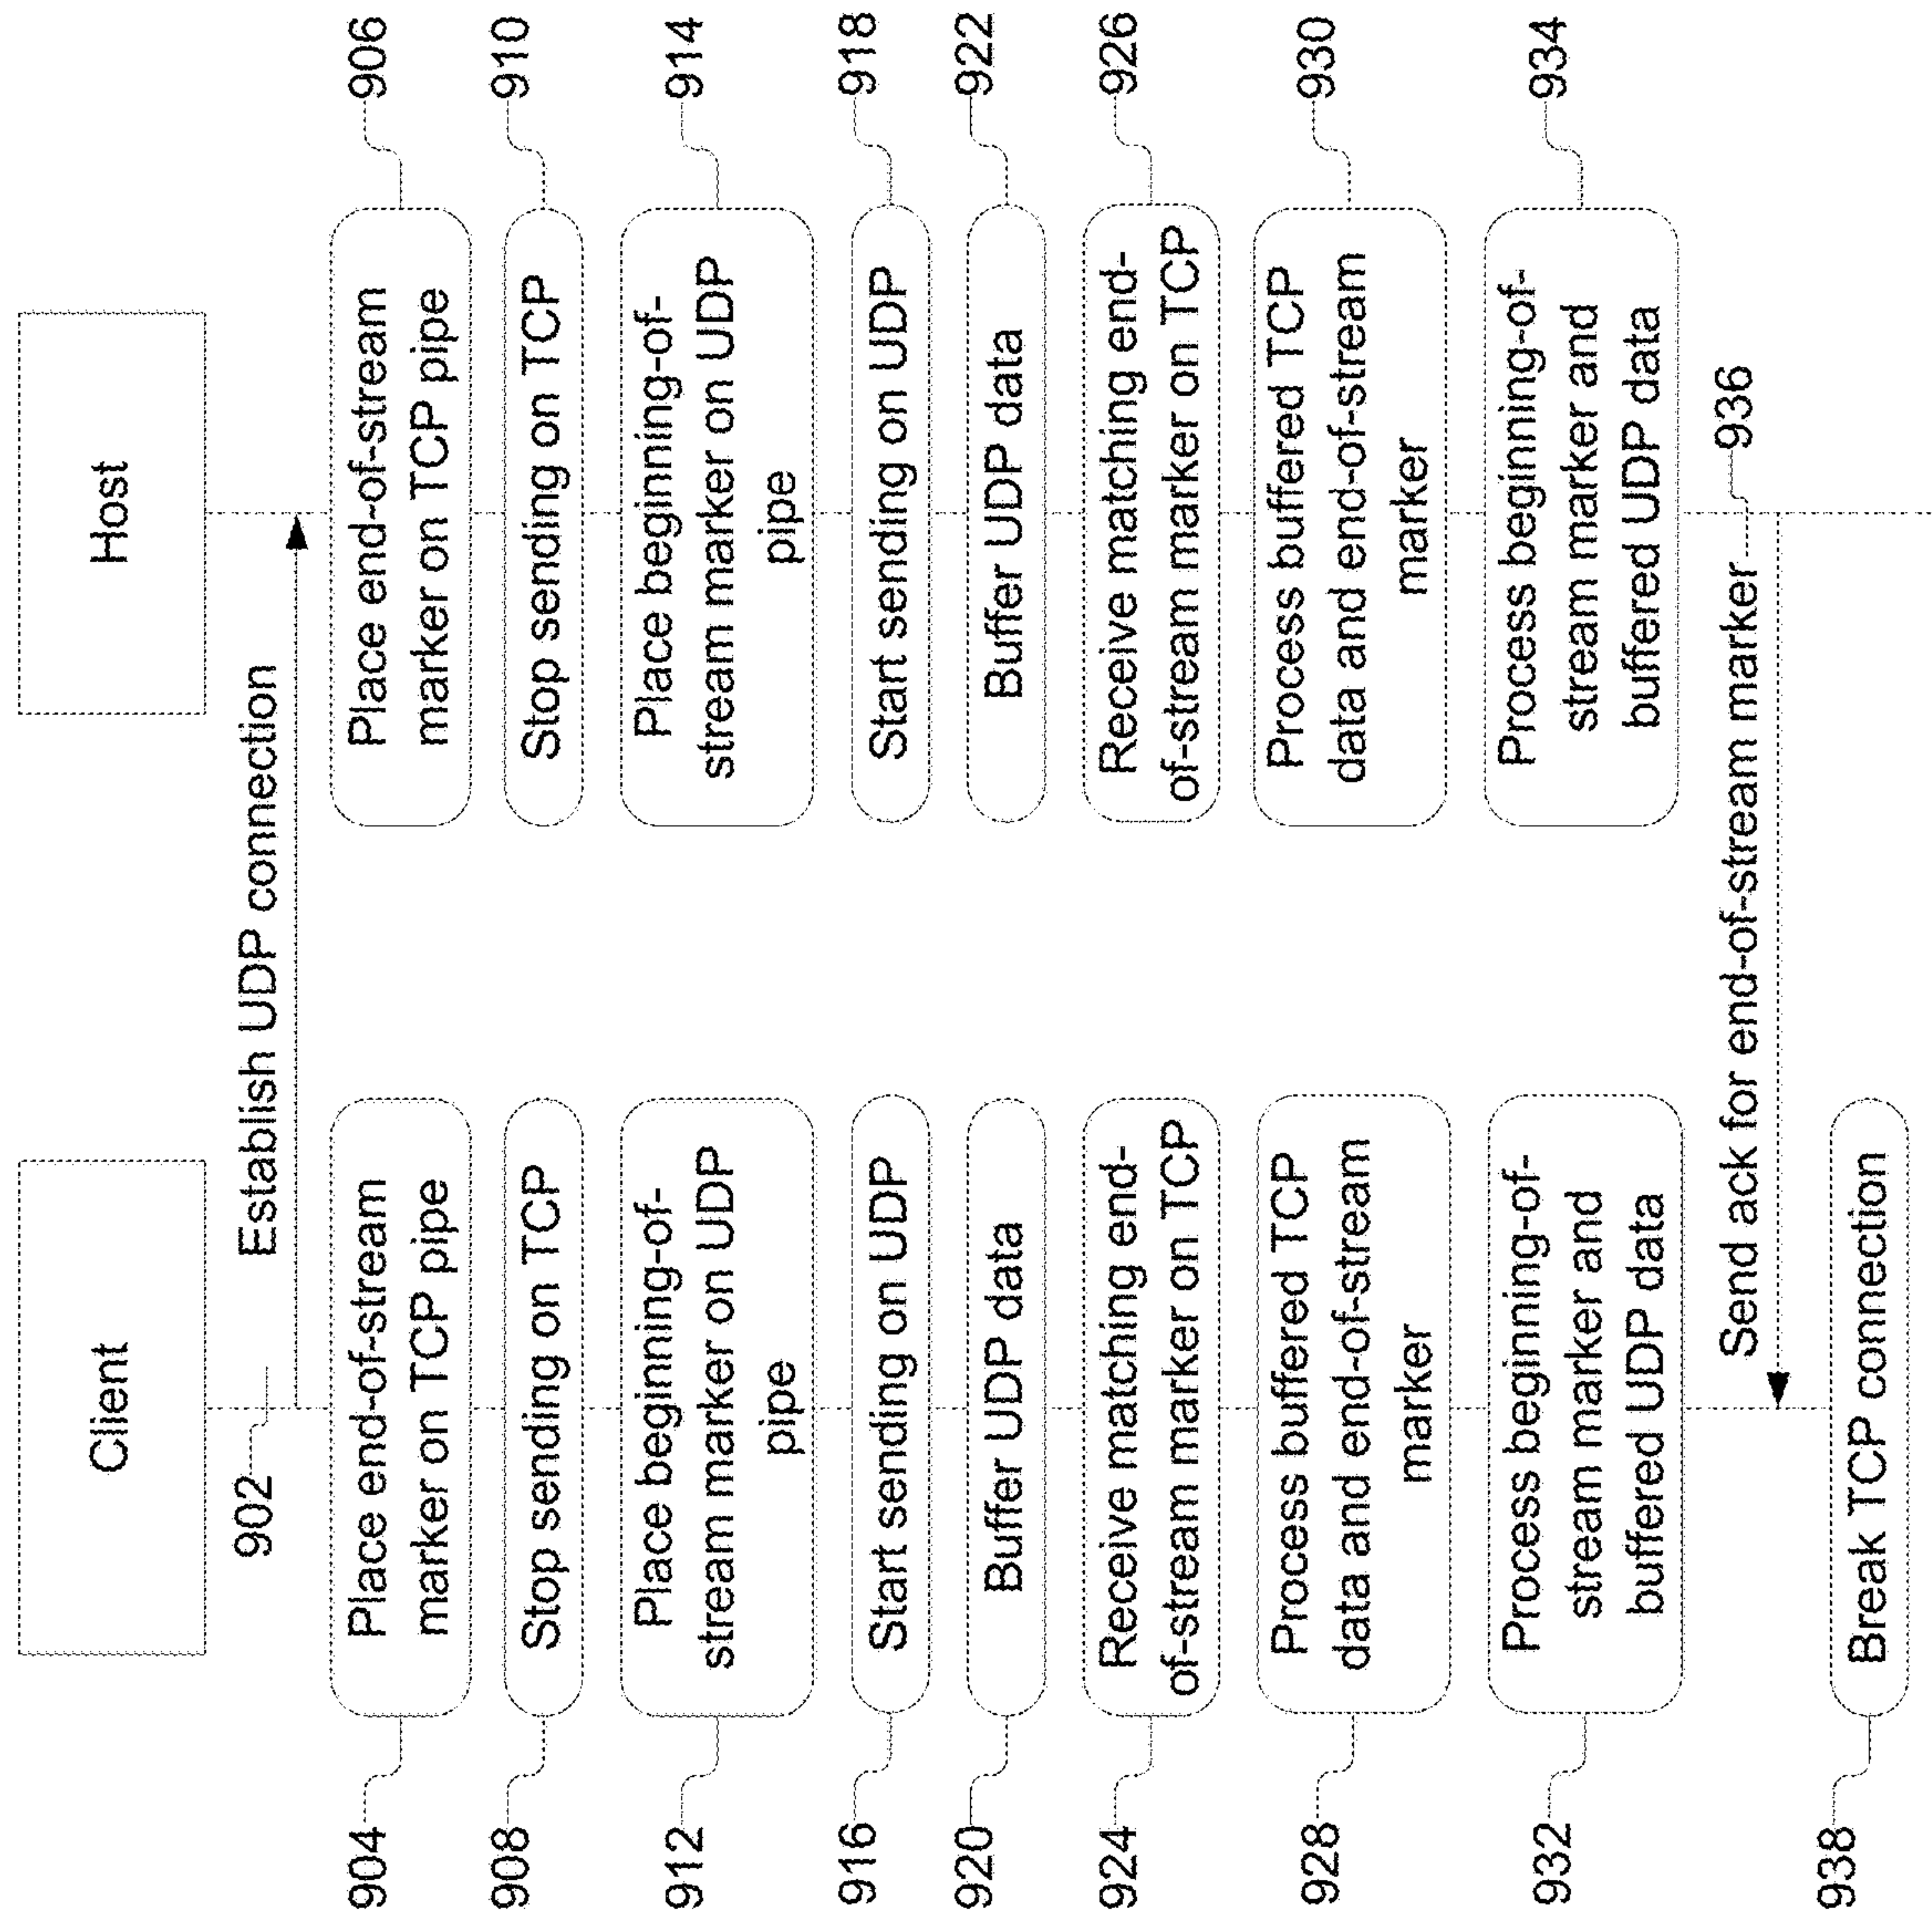 Client
Host
902
Establish UDP connection
904
Place end-of-stream
marker on TCP pipe
Place end-of-stream
marker on TCP pipe
906
908
Stop sending on TCP
Stop sending on TCP
910
912
Place beginning-of-
stream marker on UDP
pipe
Place beginning-of-
stream marker on UDP
pipe
914
916
Start sending on UDP
Start sending on UDP
918
920
Buffer UDP data
Buffer UDP data
922
924
Receive matching end-
of-stream marker on TCP
Receive matching end-
of-stream marker on TCP
926
928
Process buffered TCP
data and end-of-stream
marker
Process buffered TCP
data and end-of-stream
marker
930
932
Process beginning-of-
stream marker and
buffered UDP data
Process beginning-of-
stream marker and
buffered UDP data
934
Send ack for end-of-stream marker
936
938
Break TCP connection